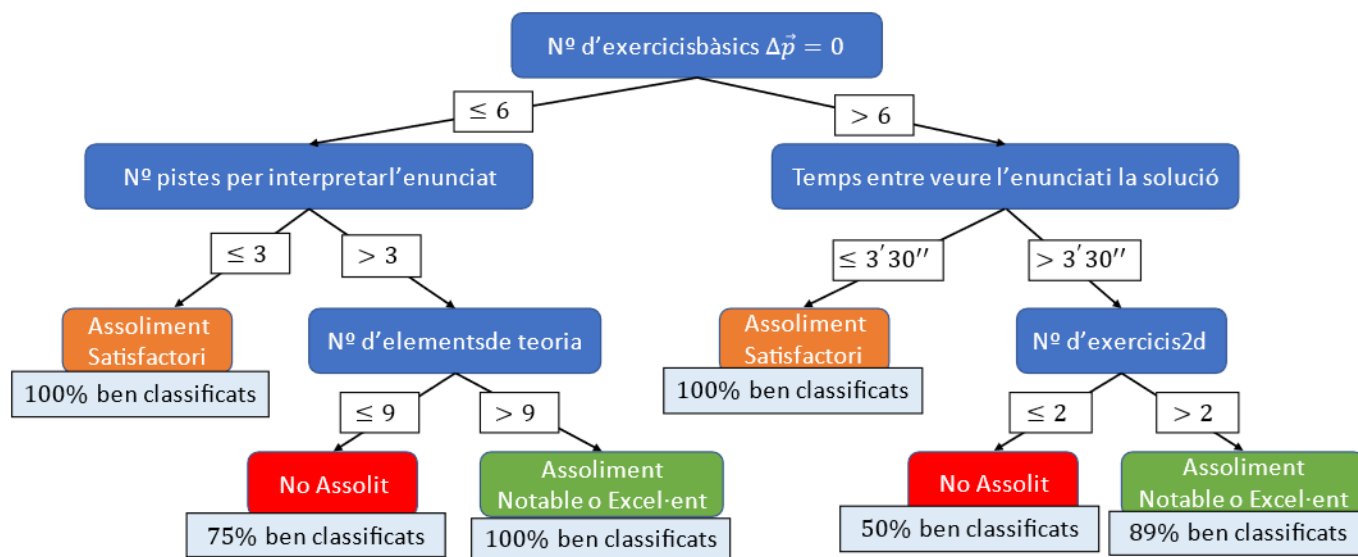 Nº d'exercicisbàsics Δp⃗ = 0
≤ 6
> 6
Nº pistes per interpretarl'enunciat
Temps entre veure l'enunciati la solució
≤ 3
> 3
≤ 3′30′′
> 3′30′′
Assoliment
Satisfactori
100% ben classificats
Nº d'elementsde teoria
Assoliment
Satisfactori
100% ben classificats
Nº d'exercicis2d
≤ 9
> 9
≤ 2
> 2
No Assolit
75% ben classificats
Assoliment
Notable o Excel·ent
100% ben classificats
No Assolit
50% ben classificats
Assoliment
Notable o Excel·ent
89% ben classificats